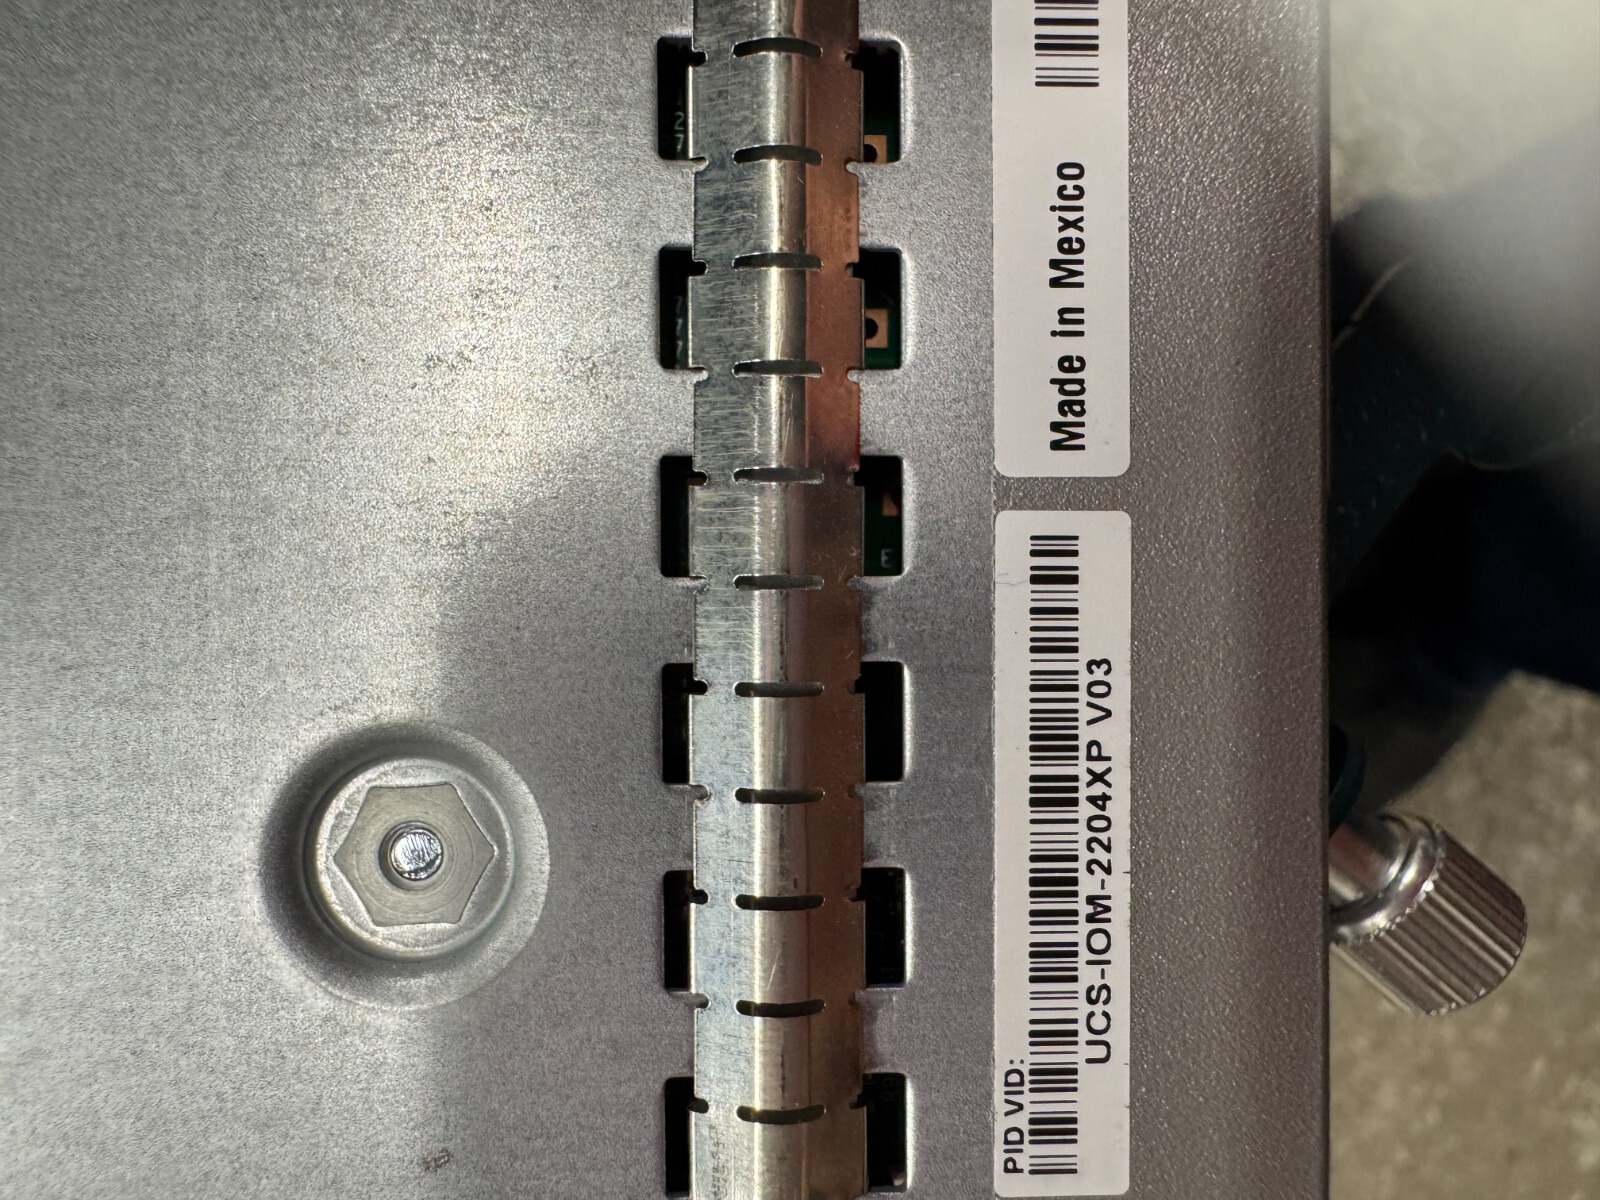 Made in Mexico
PID VID:
UCS-IOM-2204XP V03
E